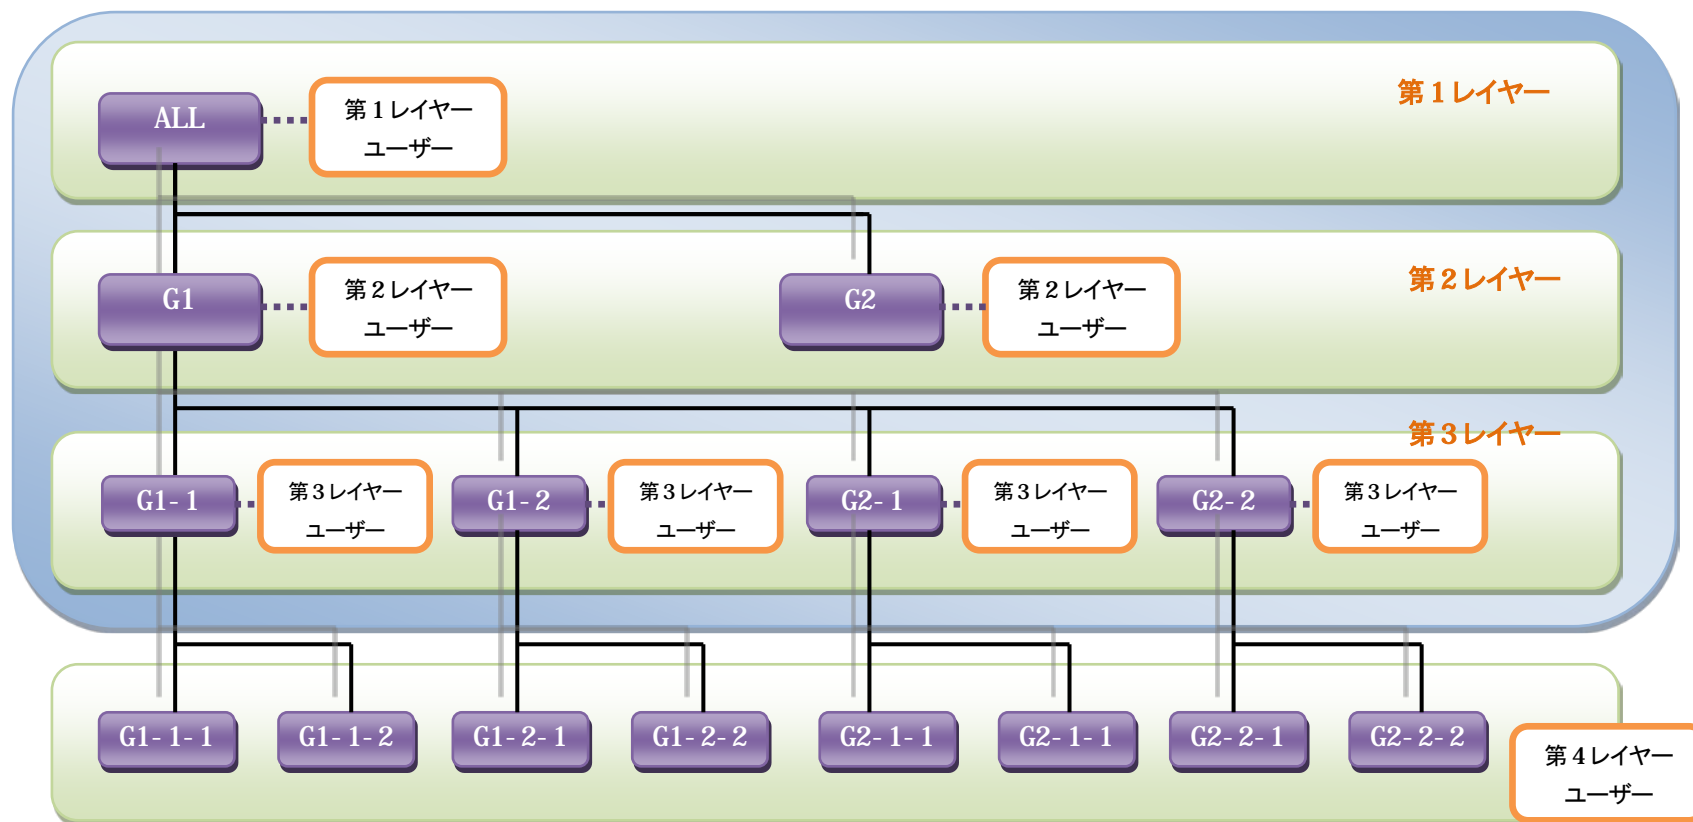 第1レイヤー
ALL
第1レイヤー
ユーザー
第2レイヤー
G1
第2レイヤー
ユーザー
G2
第2レイヤー
ユーザー
第3レイヤー
G1-1
第3レイヤー
ユーザー
G1-2
第3レイヤー
ユーザー
G2-1
第3レイヤー
ユーザー
G2-2
第3レイヤー
ユーザー
G1-1-1
G1-1-2
G1-2-1
G1-2-2
G2-1-1
G2-1-1
G2-2-1
G2-2-2
第4レイヤー
ユーザー